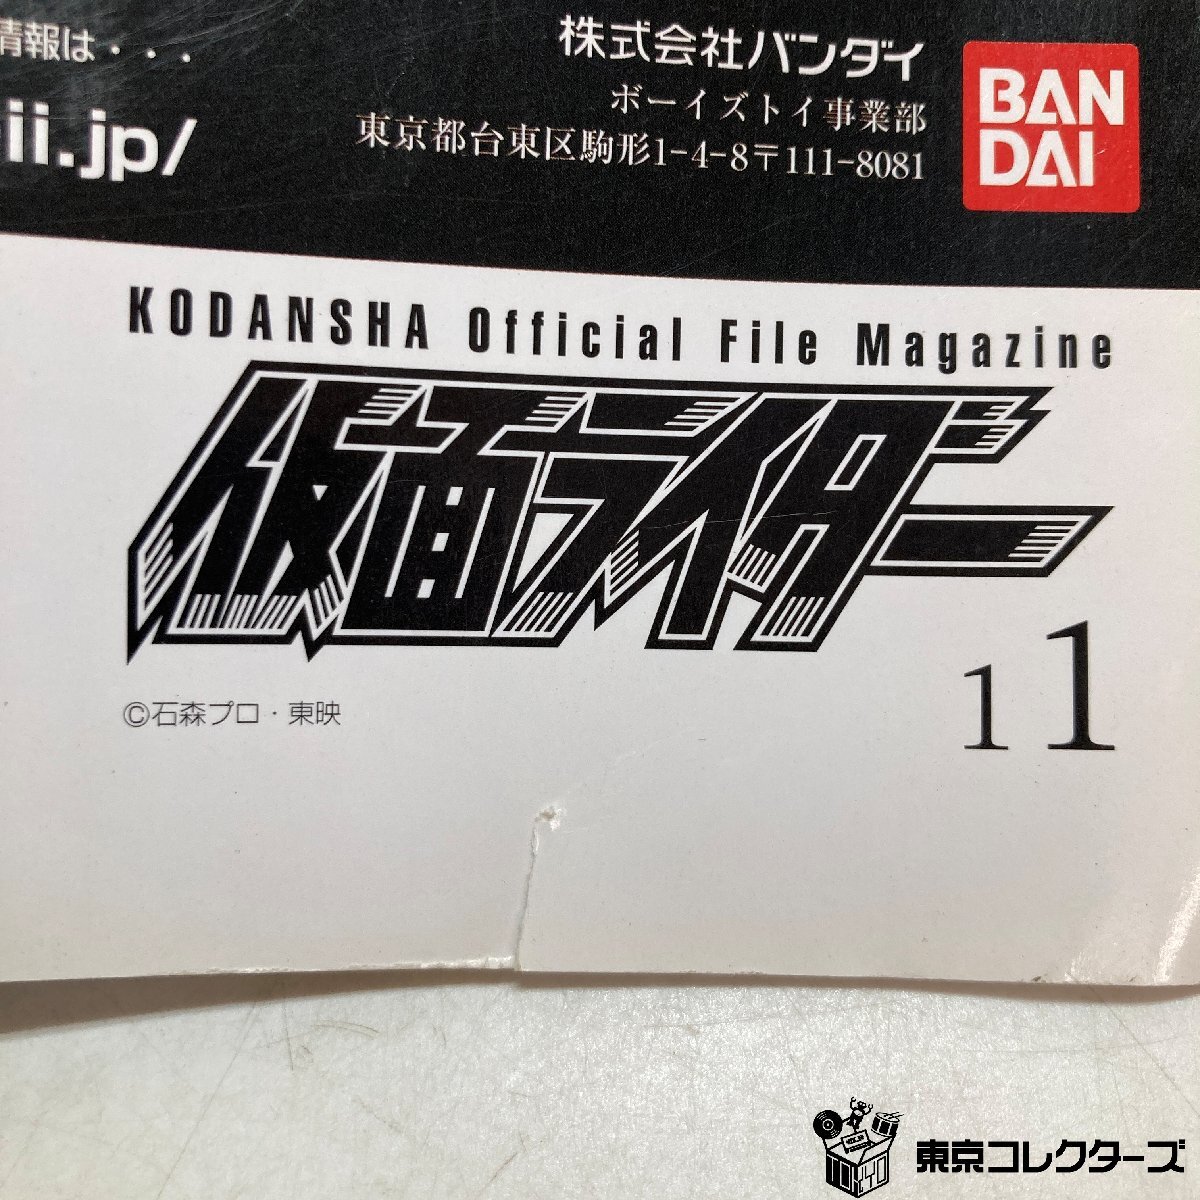 情報は・・・
ii.jp/
株式会社バンダイ
ボーイズトイ事業部
東京都台東区駒形1-4-8〒111-8081
BAN
DAI
KODANSHA Official File Magazine
仮面ライダー
11
©石森プロ・東映
東京コレクターズ